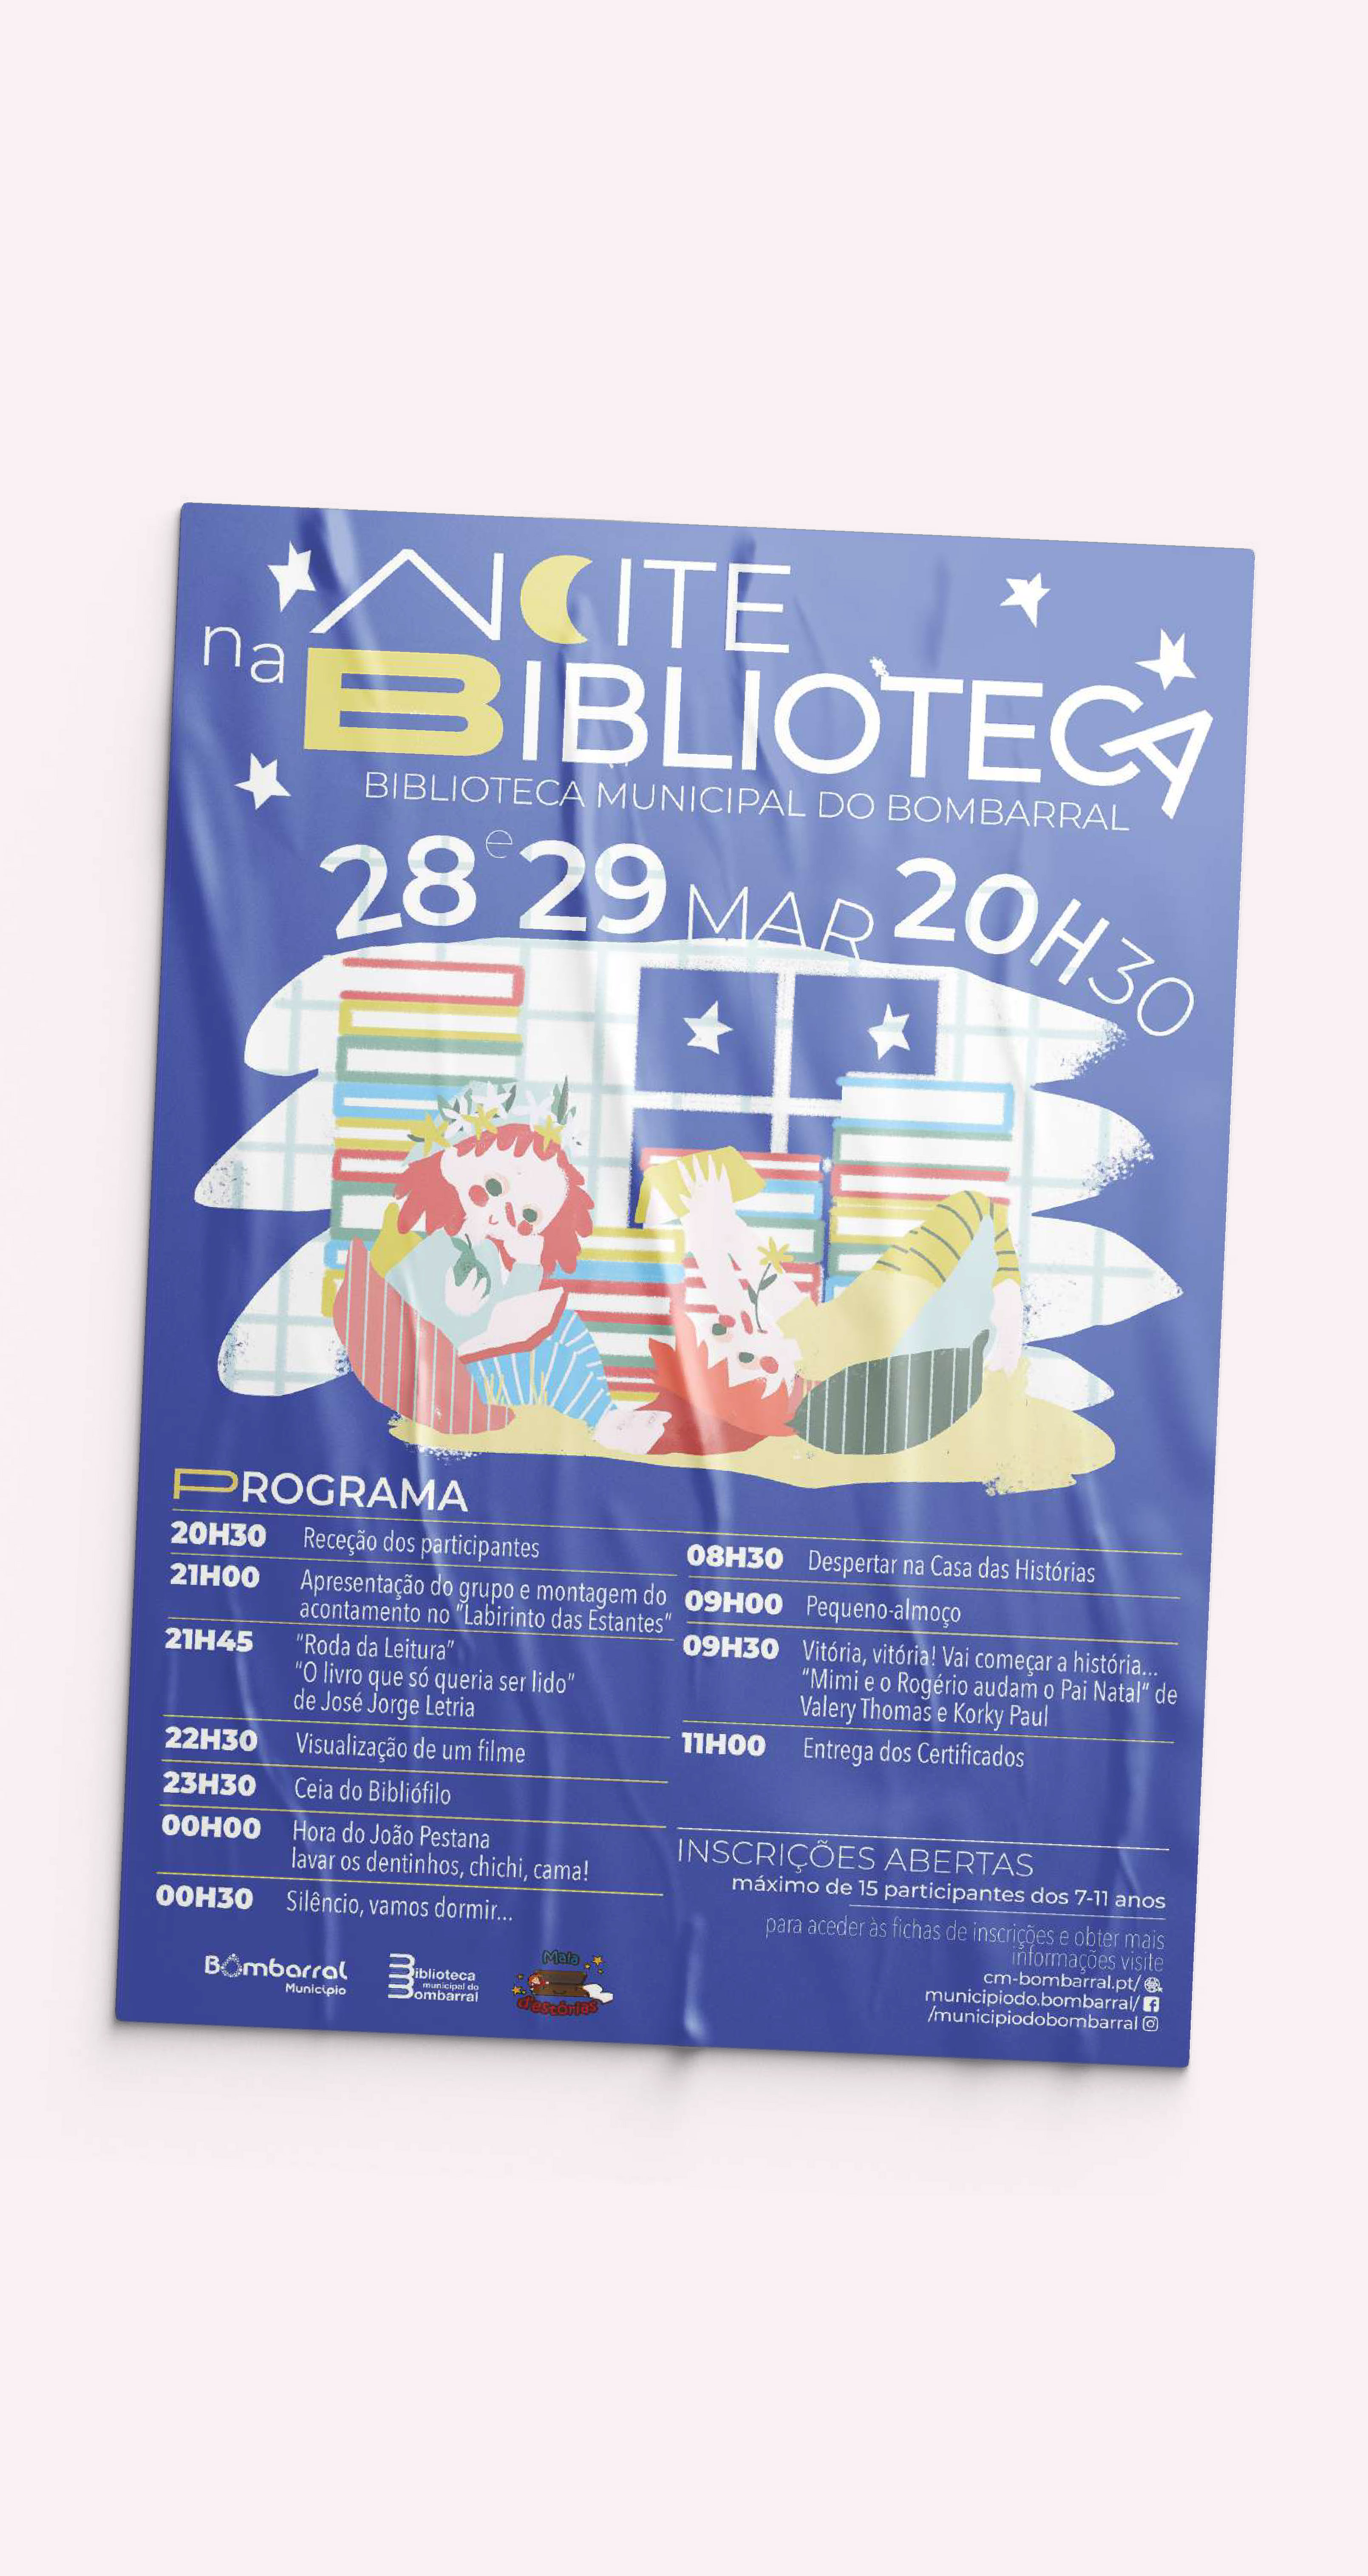 NOITE
na BIBLIOTECA
BIBLIOTECA MUNICIPAL DO BOMBARRAL
28 e 29 MAR 20H30
PROGRAMA
20H30 Receção dos participantes
21H00 Apresentação do grupo e montagem do
acontamento no "Labirinto das Estantes"
21H45 "Roda da Leitura"
"O livro que só queria ser lido"
de José Jorge Letria
22H30 Visualização de um filme
23H30 Ceia do Bibliófilo
00H00 Hora do João Pestana
lavar os dentinhos, chichi, cama!
00H30 Silêncio, vamos dormir...
08H30 Despertar na Casa das Histórias
09H00 Pequeno-almoço
09H30 Vitória, vitória! Vai começar a história...
"Mimi e o Rogério audam o Pai Natal" de
Valery Thomas e Korky Paul
11H00 Entrega dos Certificados
INSCRIÇÕES ABERTAS
máximo de 15 participantes dos 7-11 anos
para aceder às fichas de inscrições e obter mais
informações visite
cm-bombarral.pt/
municipiodo.bombarral/
/municipiodobombarral
Bombarral
Município
Biblioteca
municipal do
Bombarral
Mala
d'estórias